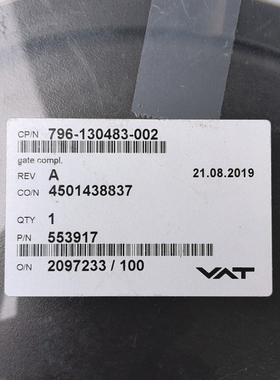 CP/N 796-130483-002
gate compl.
REV A 21.08.2019
CO/N 4501438837
QTY 1
P/N 553917
O/N 2097233 / 100 VAT